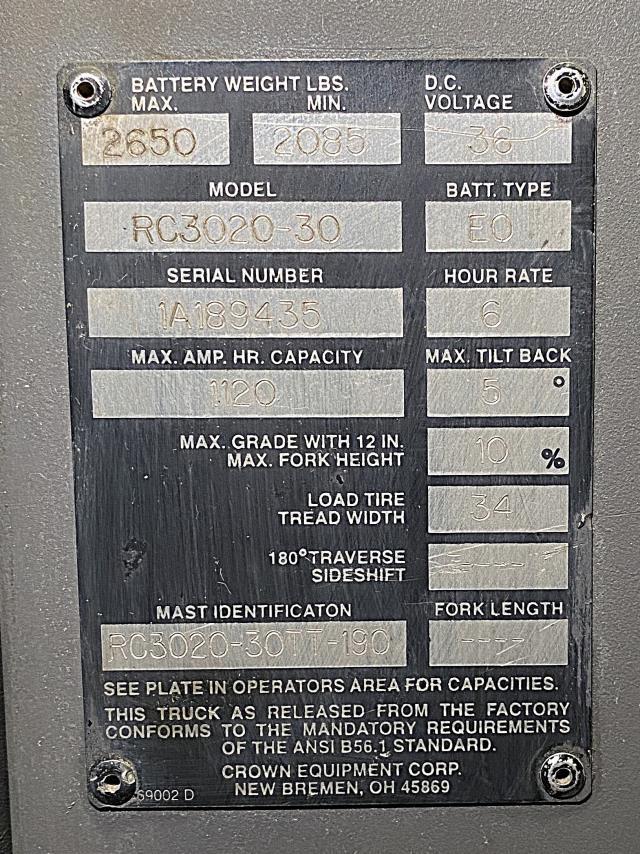 BATTERY WEIGHT LBS. D.C.
MAX. MIN. VOLTAGE
2650 2085 36
MODEL BATT. TYPE
RC3020-30 EO
SERIAL NUMBER HOUR RATE
1A189435 6
MAX. AMP. HR. CAPACITY MAX. TILT BACK
1120 5 °
MAX. GRADE WITH 12 IN.
MAX. FORK HEIGHT 10 %
LOAD TIRE
TREAD WIDTH 34
180° TRAVERSE
SIDESHIFT ----
MAST IDENTIFICATON FORK LENGTH
RC3020-30TT-190 ----
SEE PLATE IN OPERATORS AREA FOR CAPACITIES.
THIS TRUCK AS RELEASED FROM THE FACTORY
CONFORMS TO THE MANDATORY REQUIREMENTS
OF THE ANSI B56.1 STANDARD.
CROWN EQUIPMENT CORP.
NEW BREMEN, OH 45869
69002 D